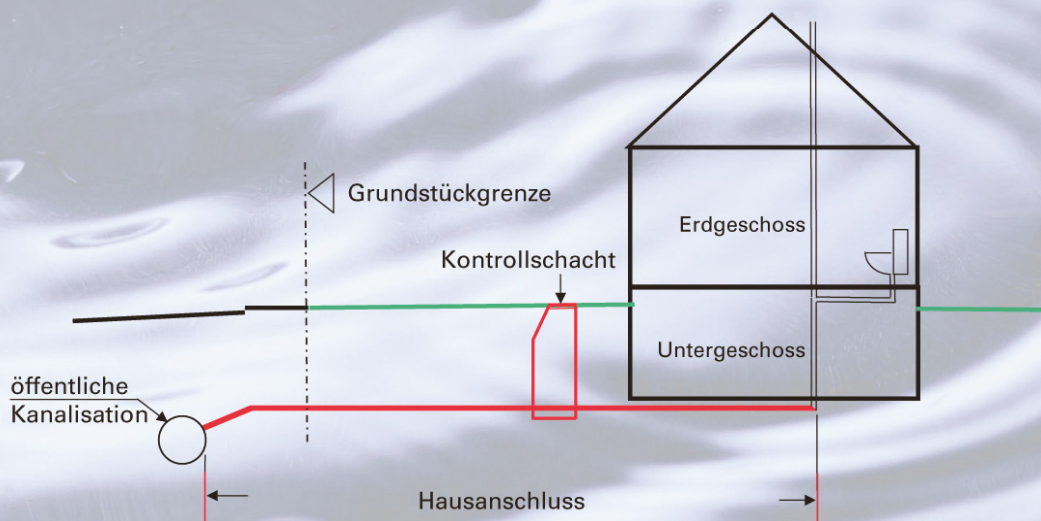 Grundstückgrenze
Erdgeschoss
Kontrollschacht
Untergeschoss
öffentliche
Kanalisation
Hausanschluss